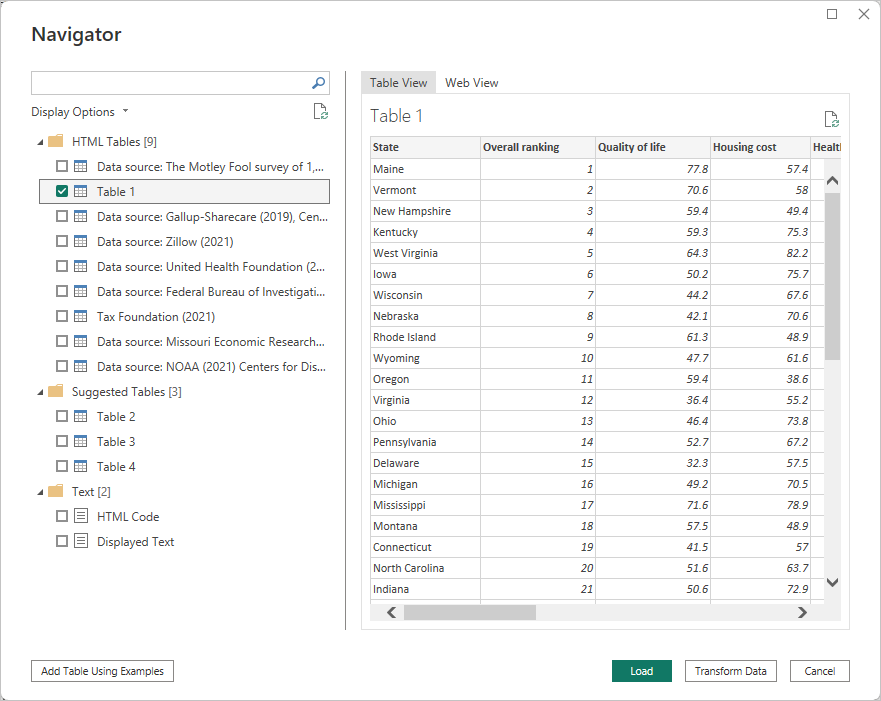 Navigator
Display Options
HTML Tables [9]
Data source: The Motley Fool survey of 1,...
Table 1
Data source: Gallup-Sharecare (2019), Cen...
Data source: Zillow (2021)
Data source: United Health Foundation (2...
Data source: Federal Bureau of Investigati...
Tax Foundation (2021)
Data source: Missouri Economic Research...
Data source: NOAA (2021) Centers for Dis...
Suggested Tables [3]
Table 2
Table 3
Table 4
Text [2]
HTML Code
Displayed Text
Table View Web View
Table 1
State Overall ranking Quality of life Housing cost Healt
Maine 1 77.8 57.4
Vermont 2 70.6 58
New Hampshire 3 59.4 49.4
Kentucky 4 59.3 75.3
West Virginia 5 64.3 82.2
Iowa 6 50.2 75.7
Wisconsin 7 44.2 67.6
Nebraska 8 42.1 70.6
Rhode Island 9 61.3 48.9
Wyoming 10 47.7 61.6
Oregon 11 59.4 38.6
Virginia 12 36.4 55.2
Ohio 13 46.4 73.8
Pennsylvania 14 52.7 67.2
Delaware 15 32.3 57.5
Michigan 16 49.2 70.5
Mississippi 17 71.6 78.9
Montana 18 57.5 48.9
Connecticut 19 41.5 57
North Carolina 20 51.6 63.7
Indiana 21 50.6 72.9
Add Table Using Examples Load Transform Data Cancel